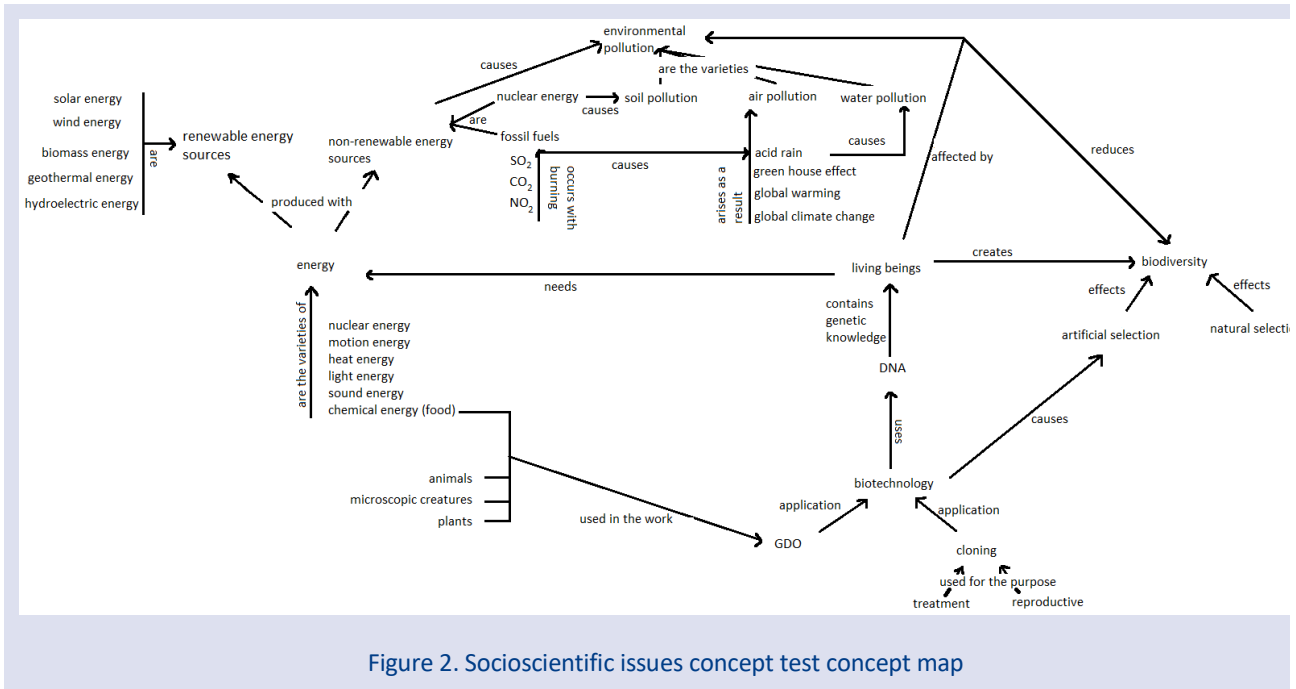 environmental
pollution
causes
are the varieties
solar energy
nuclear energy
causes
soil pollution
air pollution
water pollution
wind energy
are
renewable energy
sources
are
non-renewable energy
sources
fossil fuels
biomass energy
geothermal energy
hydroelectric energy
SO2
CO2
NO2
occurs with
burning
causes
acid rain
causes
green house effect
global warming
global climate change
arises as a
result
affected by
reduces
produced with
energy
needs
living beings
creates
biodiversity
effects
effects
artificial selection
natural selectio
contains
genetic
knowledge
DNA
are the varieties of
nuclear energy
motion energy
heat energy
light energy
sound energy
chemical energy (food)
uses
causes
animals
microscopic creatures
plants
used in the work
biotechnology
application
application
GDO
cloning
used for the purpose
treatment
reproductive
Figure 2. Socioscientific issues concept test concept map